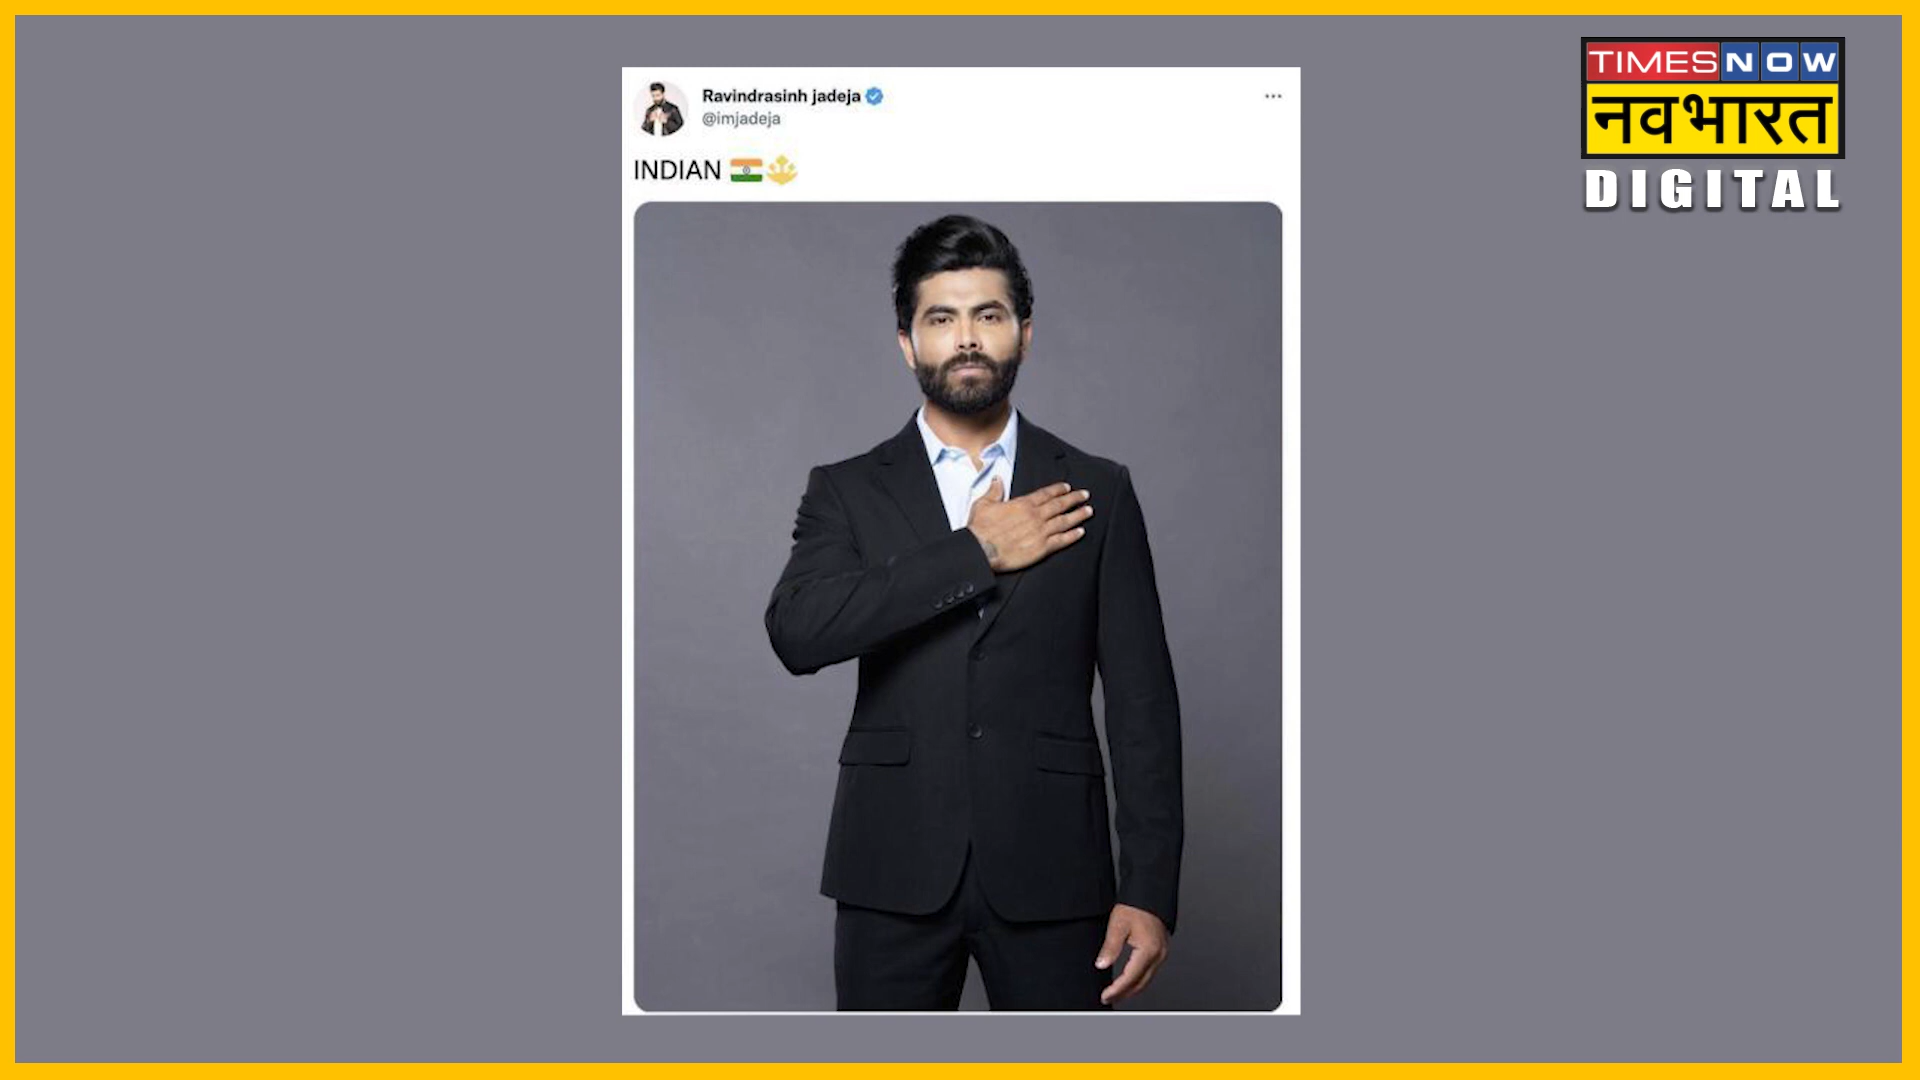 TIMES NOW
नवभारत
DIGITAL
Ravindrasinh jadeja
@imjadeja
INDIAN 🇮🇳